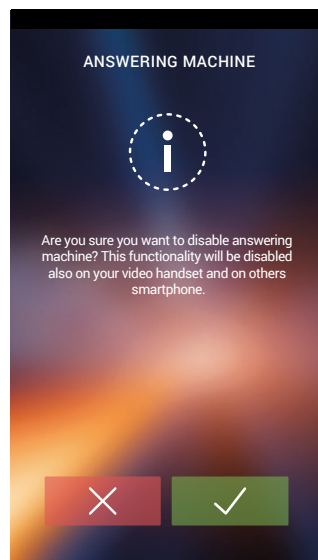 ANSWERING MACHINE
Are you sure you want to disable answering
machine? This functionality will be disabled
also on your video handset and on others
smartphone.